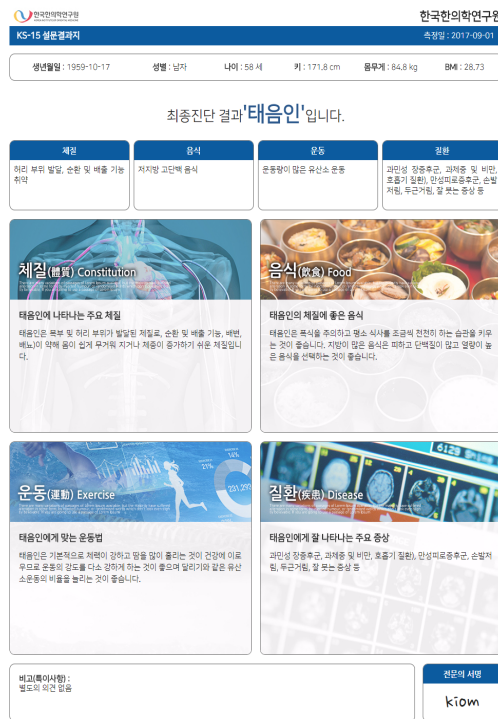 한국한의학연구원
한국한의학연구원
KS-15 설문결과지
측정일 : 2017-09-01
생년월일 : 1959-10-17 성별 : 남자 나이 : 58 세 키 : 171.8 cm 몸무게 : 84.8 kg BMI : 28.73
최종진단 결과 '태음인' 입니다.
체질 음식 운동 질환
허리 부위 발달, 순환 및 배출 기능
취약
저지방 고단백 음식
운동량이 많은 유산소 운동
과민성 장증후군, 과체중 및 비만,
호흡기 질환), 만성피로증후군, 손발
저림, 두근거림, 잘 붓는 증상 등
체질(體質) Constitution
태음인에 나타나는 주요 체질
태음인은 복부 및 허리 부위가 발달된 체질로, 순환 및 배출 기능, 배변,
배뇨)이 약해 몸이 쉽게 무거워 지거나 체중이 증가하기 쉬운 체질입니
다.
음식(飮食) Food
태음인의 체질에 좋은 음식
태음인은 폭식을 주의하고 평소 식사를 조금씩 천천히 하는 습관을 키우
는 것이 좋습니다. 지방이 많은 음식은 피하고 단백질이 많고 열량이 높
은 음식을 선택하는 것이 좋습니다.
운동(運動) Exercise
14%
21%
231,293
태음인에게 맞는 운동법
태음인은 기본적으로 체력이 강하고 땀을 많이 흘리는 것이 건강에 이로
우므로 운동의 강도를 다소 강하게 하는 것이 좋으며 달리기와 같은 유산
소운동의 비율을 늘리는 것이 좋습니다.
질환(疾患) Disease
태음인에게 잘 나타나는 주요 증상
과민성 장증후군, 과체중 및 비만, 호흡기 질환), 만성피로증후군, 손발저
림, 두근거림, 잘 붓는 증상 등
비고(특이사항) :
별도의 의견 없음
전문의 서명
kiom